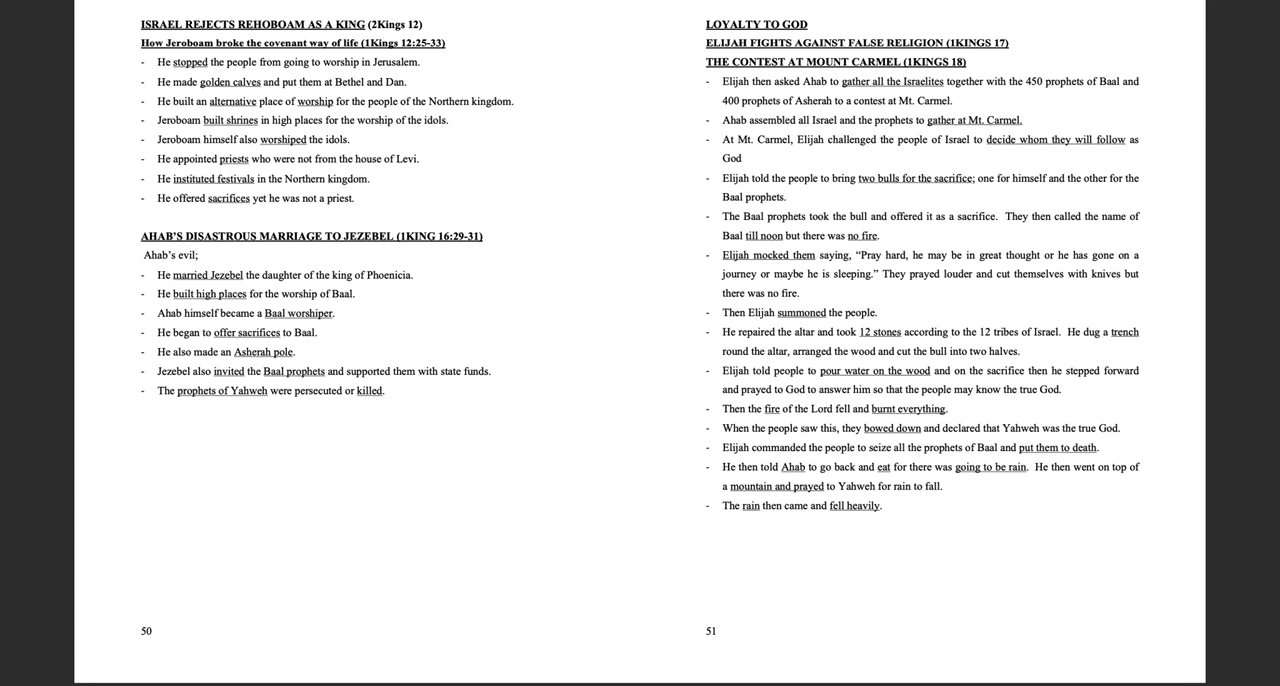 ISRAEL REJECTS REHOBOAM AS A KING (2Kings 12)
How Jeroboam broke the covenant way of life (1Kings 12:25-33)
- He stopped the people from going to worship in Jerusalem.
- He made golden calves and put them at Bethel and Dan.
- He built an alternative place of worship for the people of the Northern kingdom.
- Jeroboam built shrines in high places for the worship of the idols.
- Jeroboam himself also worshiped the idols.
- He appointed priests who were not from the house of Levi.
- He instituted festivals in the Northern kingdom.
- He offered sacrifices yet he was not a priest.
AHAB'S DISASTROUS MARRIAGE TO JEZEBEL (1KING 16:29-31)
Ahab's evil;
- He married Jezebel the daughter of the king of Phoenicia.
- He built high places for the worship of Baal.
- Ahab himself became a Baal worshiper.
- He began to offer sacrifices to Baal.
- He also made an Asherah pole.
- Jezebel also invited the Baal prophets and supported them with state funds.
- The prophets of Yahweh were persecuted or killed.
50
LOYALTY TO GOD
ELIJAH FIGHTS AGAINST FALSE RELIGION (1KINGS 17)
THE CONTEST AT MOUNT CARMEL (1KINGS 18)
- Elijah then asked Ahab to gather all the Israelites together with the 450 prophets of Baal and
400 prophets of Asherah to a contest at Mt. Carmel.
- Ahab assembled all Israel and the prophets to gather at Mt. Carmel.
- At Mt. Carmel, Elijah challenged the people of Israel to decide whom they will follow as
God
- Elijah told the people to bring two bulls for the sacrifice; one for himself and the other for the
Baal prophets.
- The Baal prophets took the bull and offered it as a sacrifice. They then called the name of
Baal till noon but there was no fire.
- Elijah mocked them saying, "Pray hard, he may be in great thought or he has gone on a
journey or maybe he is sleeping." They prayed louder and cut themselves with knives but
there was no fire.
- Then Elijah summoned the people.
- He repaired the altar and took 12 stones according to the 12 tribes of Israel. He dug a trench
round the altar, arranged the wood and cut the bull into two halves.
- Elijah told people to pour water on the wood and on the sacrifice then he stepped forward
and prayed to God to answer him so that the people may know the true God.
- Then the fire of the Lord fell and burnt everything.
- When the people saw this, they bowed down and declared that Yahweh was the true God.
- Elijah commanded the people to seize all the prophets of Baal and put them to death.
- He then told Ahab to go back and eat for there was going to be rain. He then went on top of
a mountain and prayed to Yahweh for rain to fall.
- The rain then came and fell heavily.
51